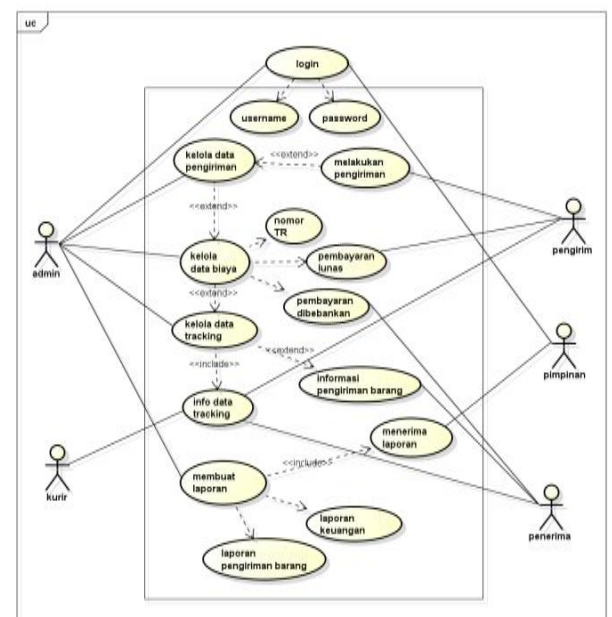 uc
login
username
password
kelola data
pengiriman
<<extend>>
melakukan
pengiriman
<<extend>>
nomor
TR
admin
pengirim
kelola
data biaya
pembayaran
lunas
<<extend>>
pembayaran
dibebankan
kelola data
tracking
<<extend>>
pimpinan
<<include>>
informasi
pengiriman barang
info data
tracking
menerima
laporan
<<include>>
kurir
membuat
laporan
laporan
keuangan
penerima
laporan
pengiriman barang